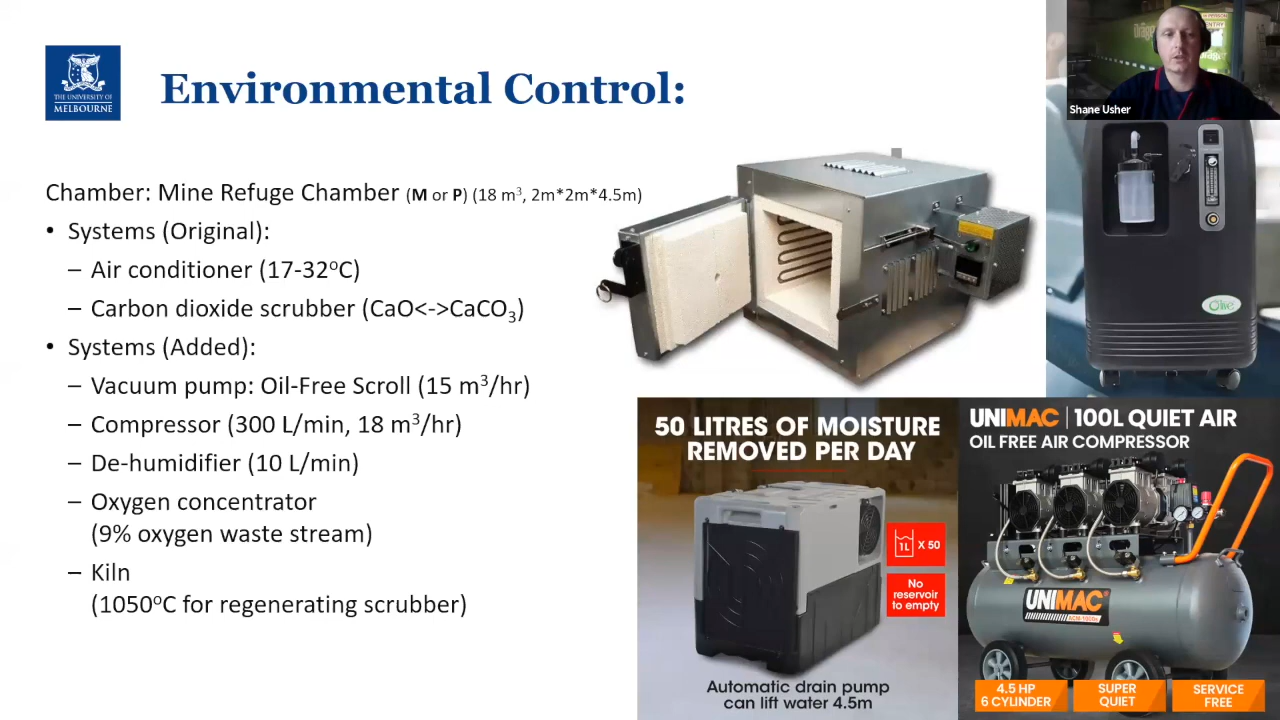 THE UNIVERSITY OF
MELBOURNE
Environmental Control:
Shane Usher
Chamber: Mine Refuge Chamber (M or P) (18 m³, 2m*2m*4.5m)
• Systems (Original):
– Air conditioner (17-32ºC)
– Carbon dioxide scrubber (CaO<->CaCO₃)
• Systems (Added):
– Vacuum pump: Oil-Free Scroll (15 m³/hr)
– Compressor (300 L/min, 18 m³/hr)
– De-humidifier (10 L/min)
– Oxygen concentrator
(9% oxygen waste stream)
– Kiln
(1050ºC for regenerating scrubber)
Olive
50 LITRES OF MOISTURE
REMOVED PER DAY
1L X 50
No
reservoir
to empty
Automatic drain pump
can lift water 4.5m
UNIMAC | 100L QUIET AIR
OIL FREE AIR COMPRESSOR
UNIMAC
4.5 HP
6 CYLINDER
SUPER
QUIET
SERVICE
FREE